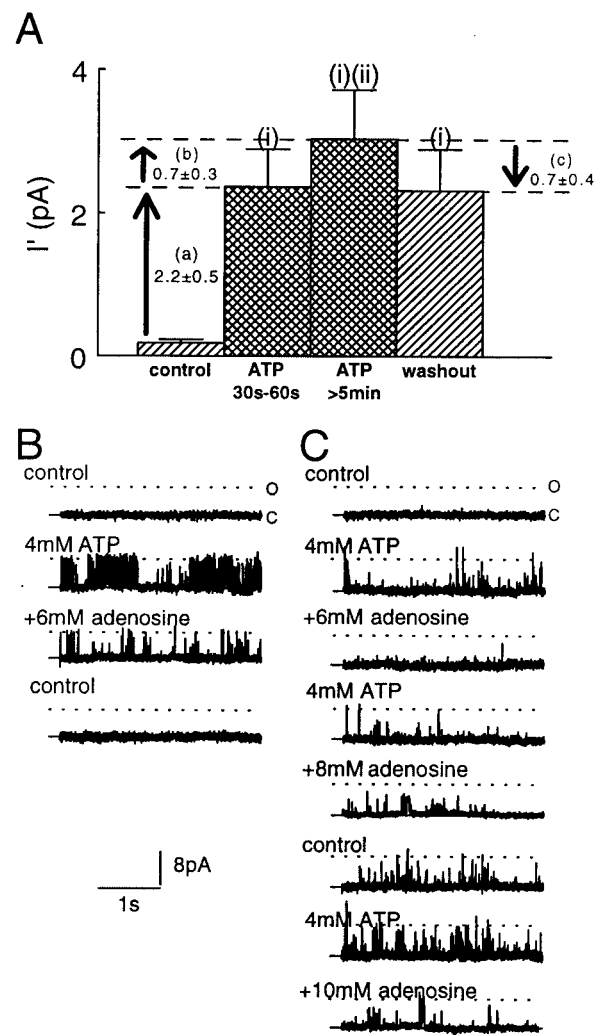 A
4
2
0
I' (pA)
(i)
(i)(ii)
(i)
(b)
0.7±0.3
(a)
2.2±0.5
(c)
0.7±0.4
control
ATP
30s-60s
ATP
>5min
washout
B
control
O
C
4mM ATP
+6mM adenosine
control
8pA
1s
C
control
O
C
4mM ATP
+6mM adenosine
4mM ATP
+8mM adenosine
control
4mM ATP
+10mM adenosine